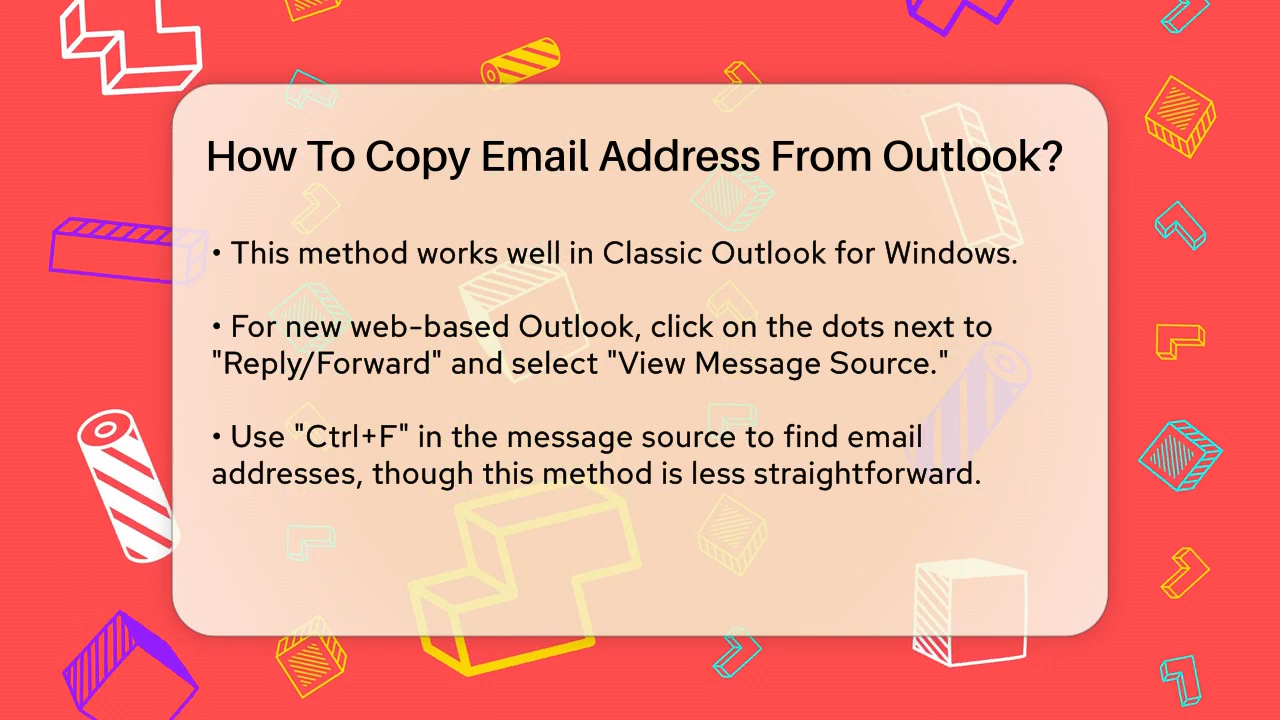 How To Copy Email Address From Outlook?
• This method works well in Classic Outlook for Windows.
• For new web-based Outlook, click on the dots next to
"Reply/Forward" and select "View Message Source."
• Use "Ctrl+F" in the message source to find email
addresses, though this method is less straightforward.